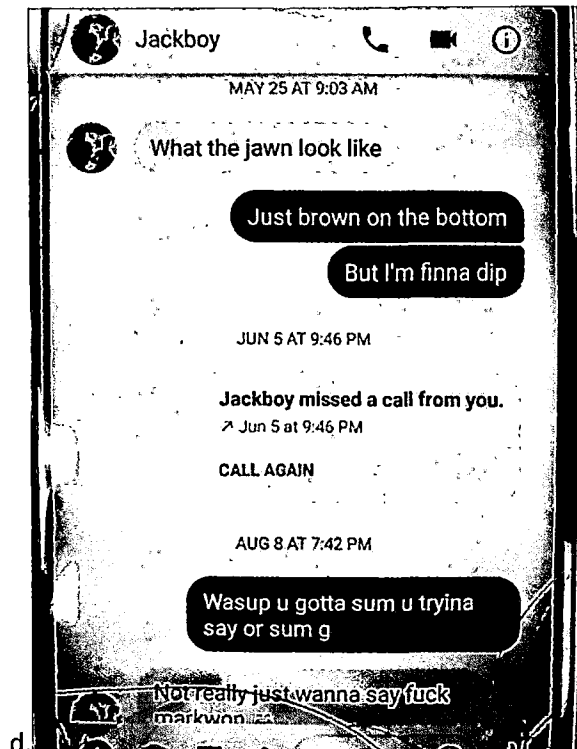 Jackboy
MAY 25 AT 9:03 AM
What the jawn look like
Just brown on the bottom
But I'm finna dip
JUN 5 AT 9:46 PM
Jackboy missed a call from you.
Jun 5 at 9:46 PM
CALL AGAIN
AUG 8 AT 7:42 PM
Wasup u gotta sum u tryina
say or sum g
Not really just wanna say fuck
markwon
d.